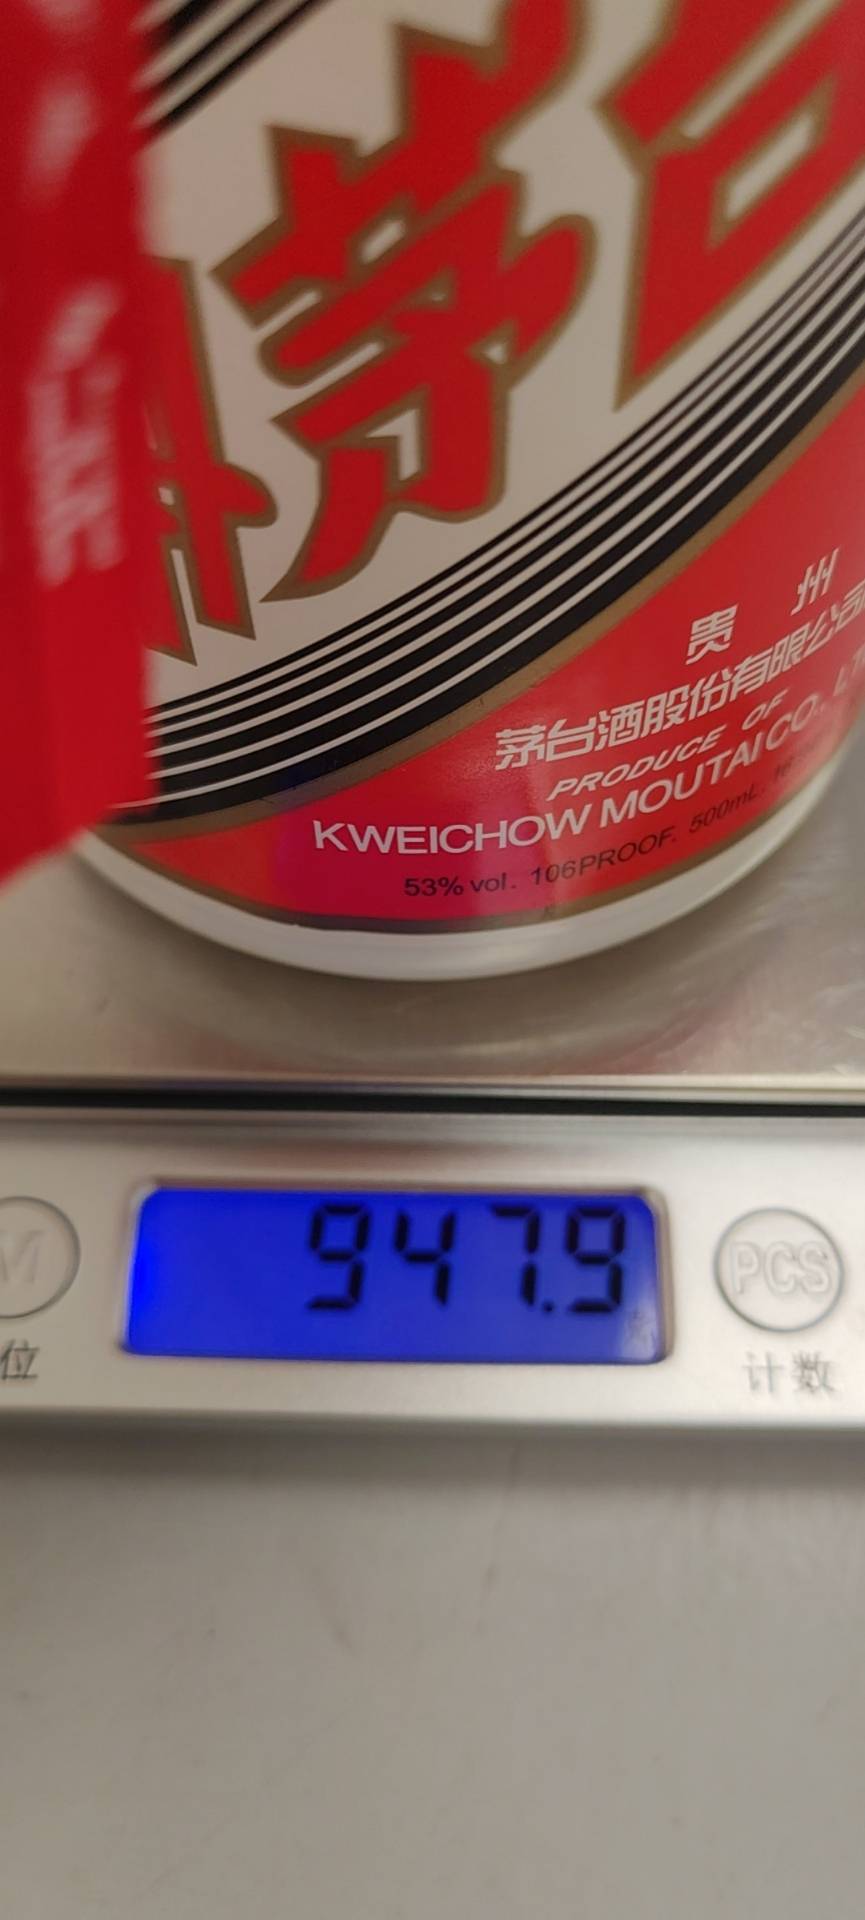 茅台
贵州
茅台酒股份有限公司
PRODUCE OF
KWEICHOW MOUTAI CO., LT
53% vol. 106PROOF. 500mL.
947.9
M
PCS
位
计数